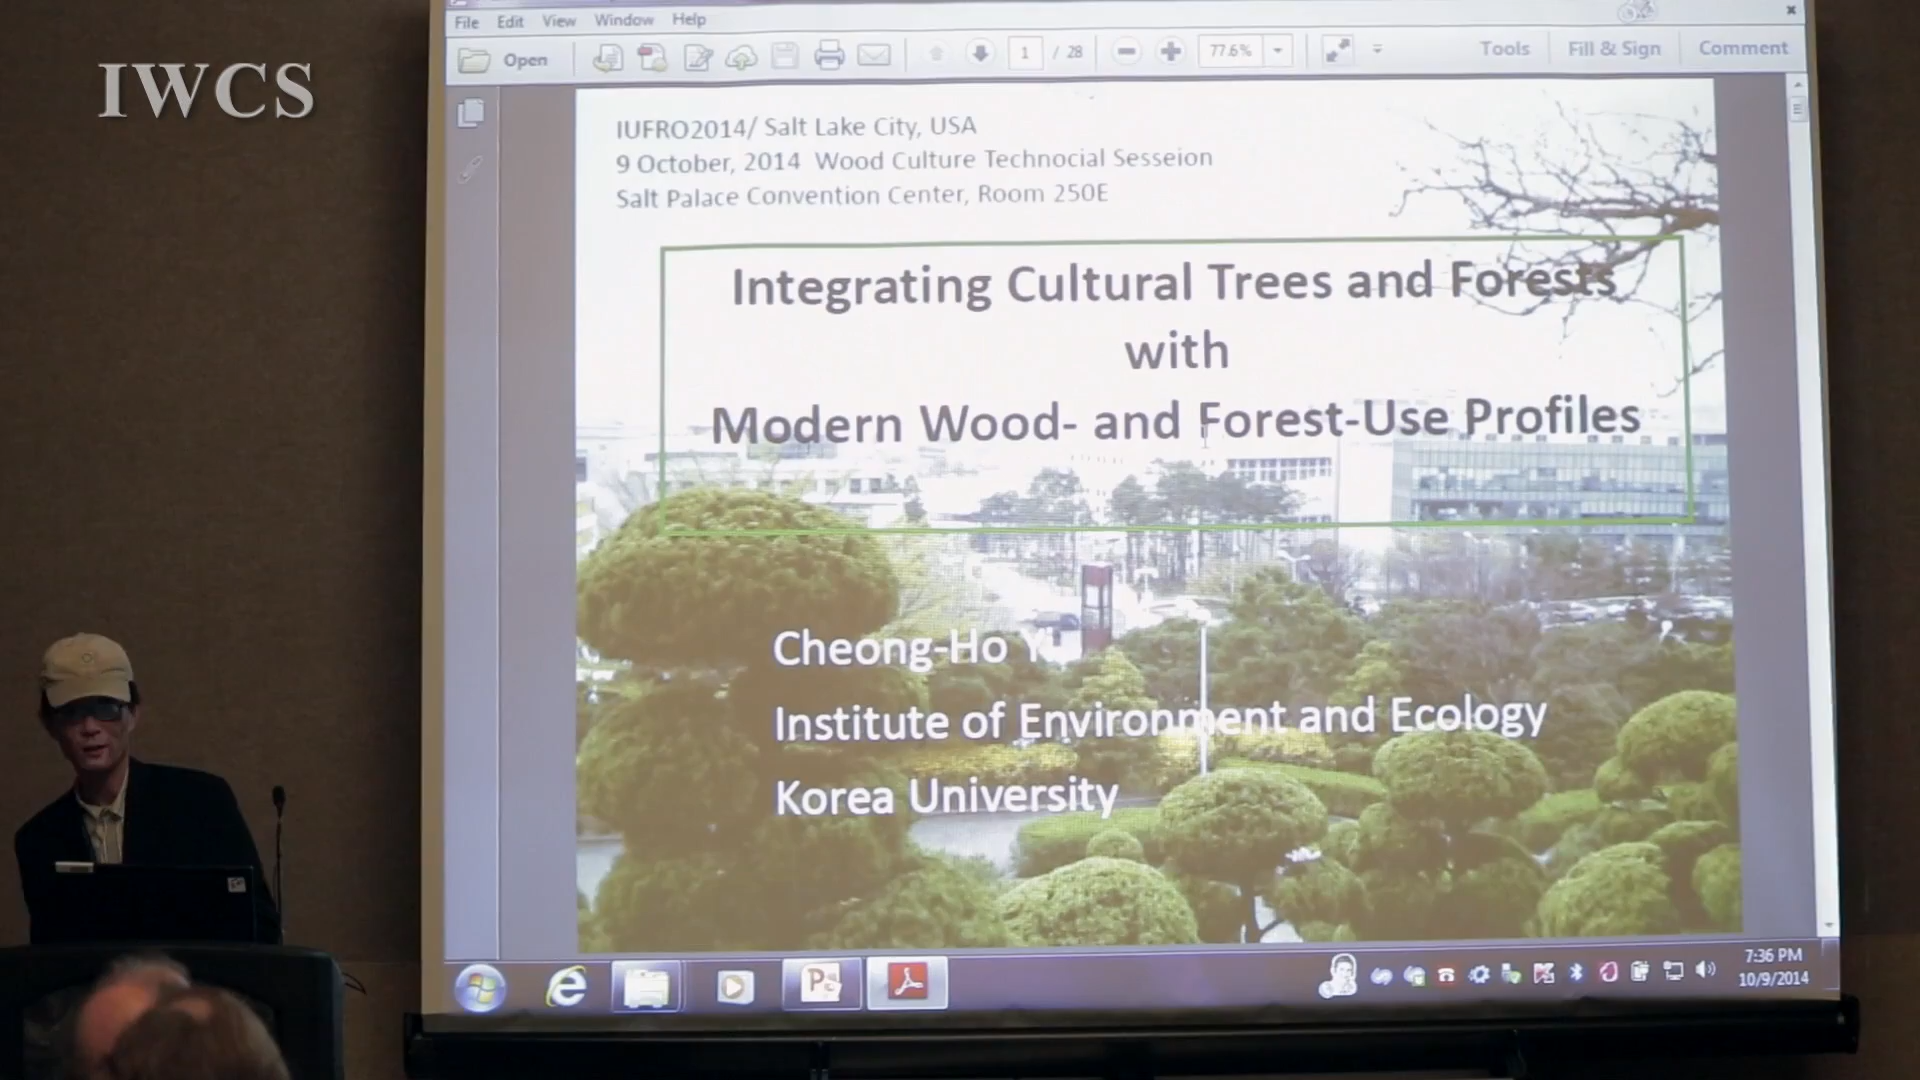 IWCS
File Edit View Window Help
Open 1 / 28 77.6% Tools Fill & Sign Comment
IUFRO2014/ Salt Lake City, USA
9 October, 2014 Wood Culture Technocial Sesseion
Salt Palace Convention Center, Room 250E
Integrating Cultural Trees and Forests
with
Modern Wood- and Forest-Use Profiles
Cheong-Ho
Institute of Environment and Ecology
Korea University
7:36 PM
10/9/2014